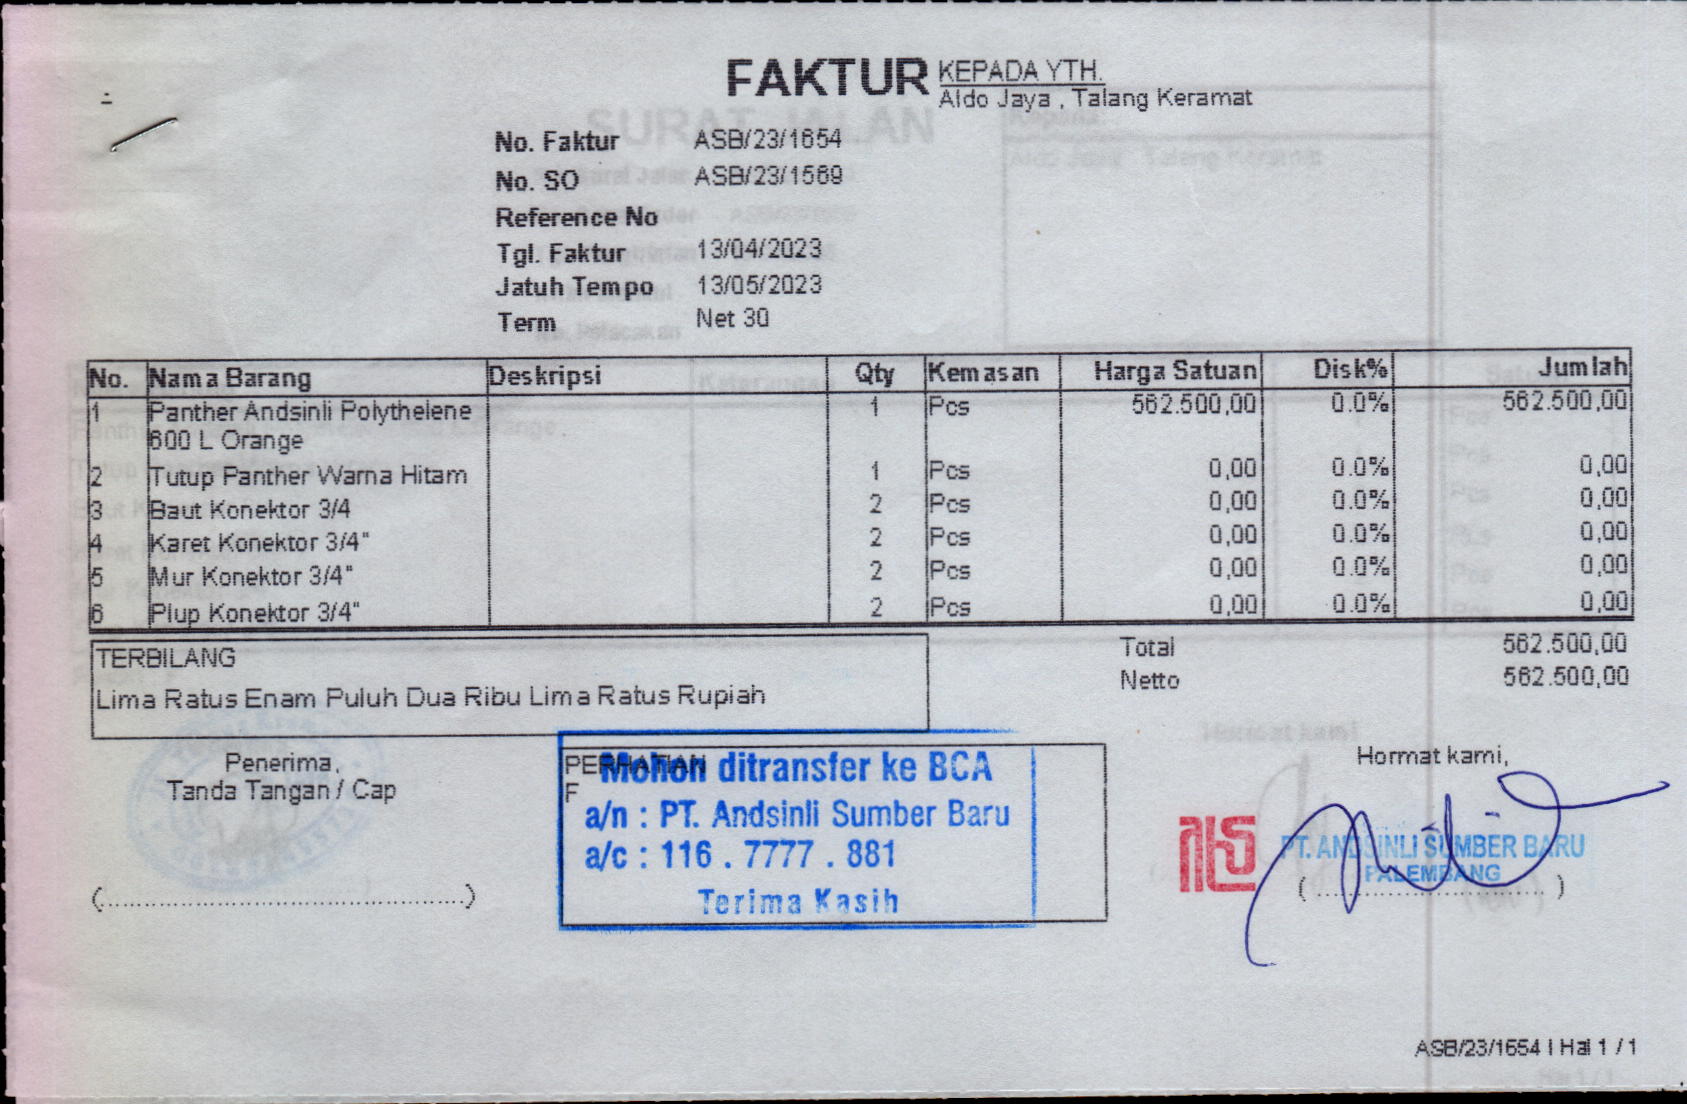 FAKTUR
KEPADA YTH.
Aldo Jaya , Talang Keramat
No. Faktur ASB/23/1654
No. SO ASB/23/1569
Reference No
Tgl. Faktur 13/04/2023
Jatuh Tempo 13/05/2023
Term Net 30
No. Nama Barang Deskripsi Qty Kemasan Harga Satuan Disk% Jumlah
1 Panther Andsinli Polythelene 1 Pcs 562.500,00 0.0% 562.500,00
600 L Orange
2 Tutup Panther Warna Hitam 1 Pcs 0,00 0.0% 0,00
3 Baut Konektor 3/4 2 Pcs 0,00 0.0% 0,00
4 Karet Konektor 3/4" 2 Pcs 0,00 0.0% 0,00
5 Mur Konektor 3/4" 2 Pcs 0,00 0.0% 0,00
6 Plup Konektor 3/4" 2 Pcs 0,00 0.0% 0,00
TERBILANG
Lima Ratus Enam Puluh Dua Ribu Lima Ratus Rupiah
Total 562.500,00
Netto 562.500,00
Penerima,
Tanda Tangan / Cap
(..........................................)
PERHATIAN
F
Mohon ditransfer ke BCA
a/n : PT. Andsinli Sumber Baru
a/c : 116 . 7777 . 881
Terima Kasih
Hormat kami,
PT. ANDSINLI SUMBER BARU
PALEMBANG
(..............................)
ASB/23/1654 | Hal 1 / 1